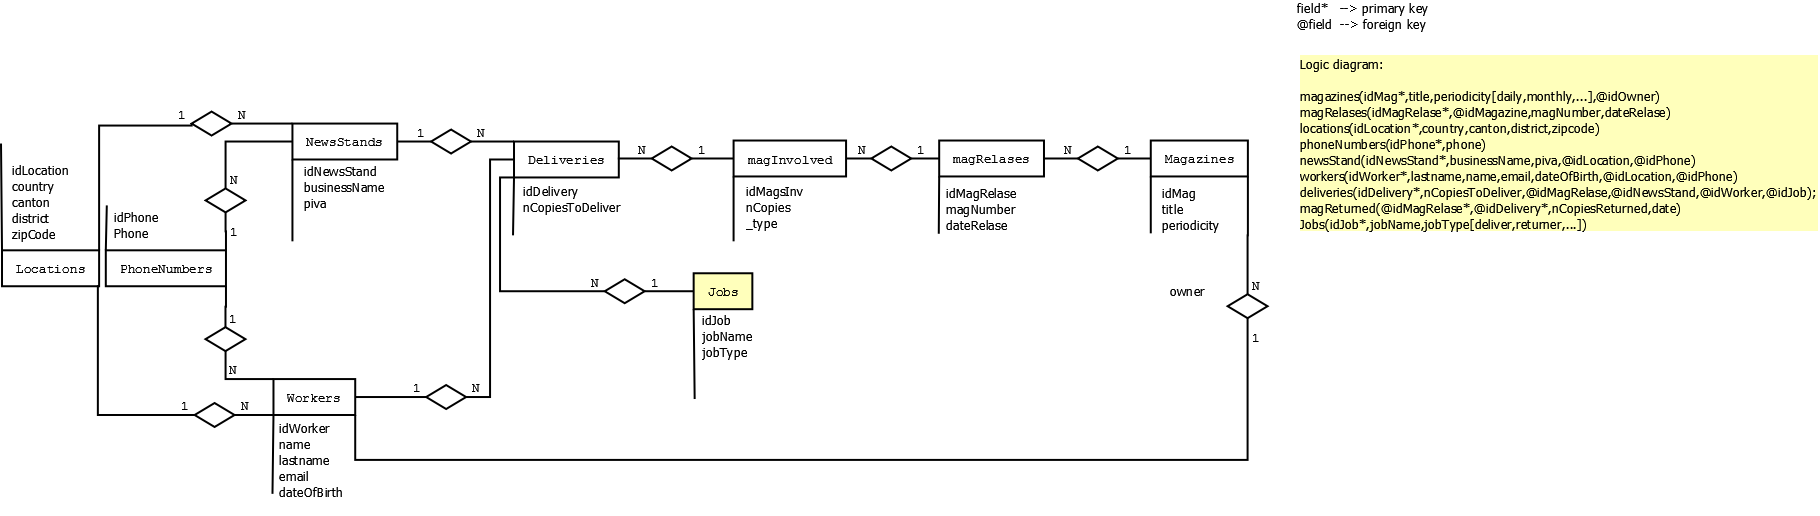 field* --> primary key
@field --> foreign key
Logic diagram:
magazines(idMag*,title,periodicity[daily,monthly,...],@idOwner)
magRelases(idMagRelase*,@idMagazine,magNumber,dateRelase)
locations(idLocation*,country,canton,district,zipcode)
phoneNumbers(idPhone*,phone)
newsStand(idNewsStand*,businessName,piva,@idLocation,@idPhone)
workers(idWorker*,lastname,name,email,dateOfBirth,@idLocation,@idPhone)
deliveries(idDelivery*,nCopiesToDeliver,@idMagRelase,@idNewsStand,@idWorker,@idJob);
magReturned(@idMagRelase*,@idDelivery*,nCopiesReturned,date)
Jobs(idJob*,jobName,jobType[deliver,returner,...])
1
N
NewsStands
idNewsStand
businessName
piva
1
N
Deliveries
idDelivery
nCopiesToDeliver
N
1
magInvolved
idMagsInv
nCopies
_type
N
1
magRelases
idMagRelase
magNumber
dateRelase
N
1
Magazines
idMag
title
periodicity
idLocation
country
canton
district
zipCode
Locations
idPhone
Phone
PhoneNumbers
N
1
1
N
N
1
Jobs
idJob
jobName
jobType
owner
N
1
1
N
Workers
idWorker
name
lastname
email
dateOfBirth
1
N